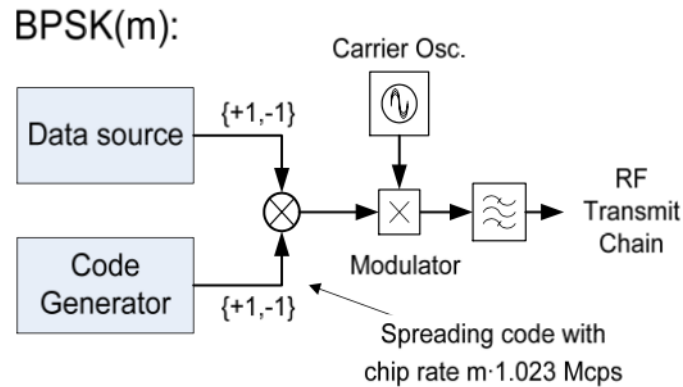 BPSK(m):
Carrier Osc.
Data source
{+1,-1}
RF
Transmit
Chain
Code
Generator
Modulator
{+1,-1}
Spreading code with
chip rate m·1.023 Mcps